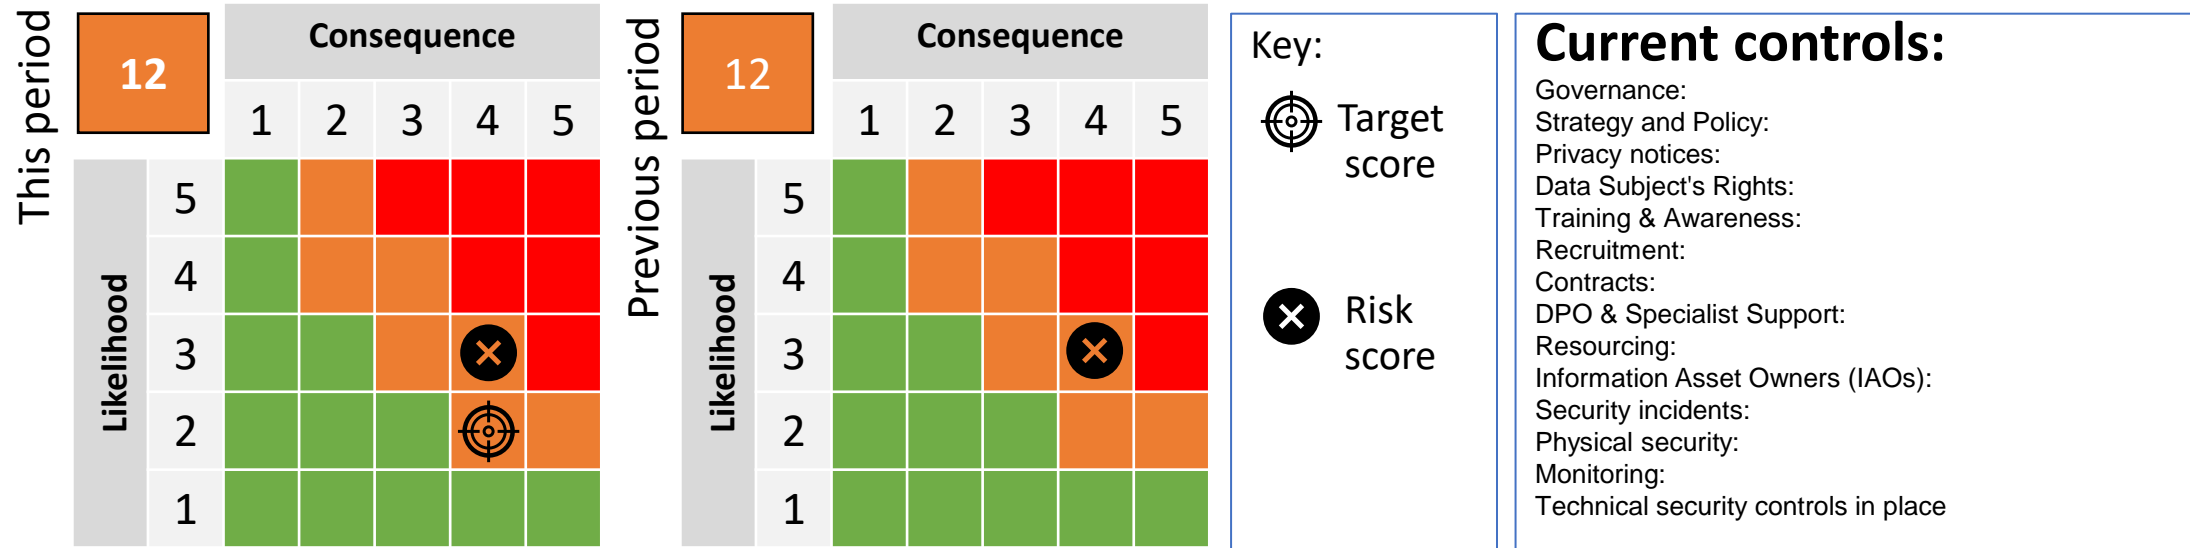 This period
12
Consequence
1 2 3 4 5
Likelihood
5
4
3
2
1
Previous period
12
Consequence
1 2 3 4 5
Likelihood
5
4
3
2
1
Key:
Target
score
Risk
score
Current controls:
Governance:
Strategy and Policy:
Privacy notices:
Data Subject's Rights:
Training & Awareness:
Recruitment:
Contracts:
DPO & Specialist Support:
Resourcing:
Information Asset Owners (IAOs):
Security incidents:
Physical security:
Monitoring:
Technical security controls in place